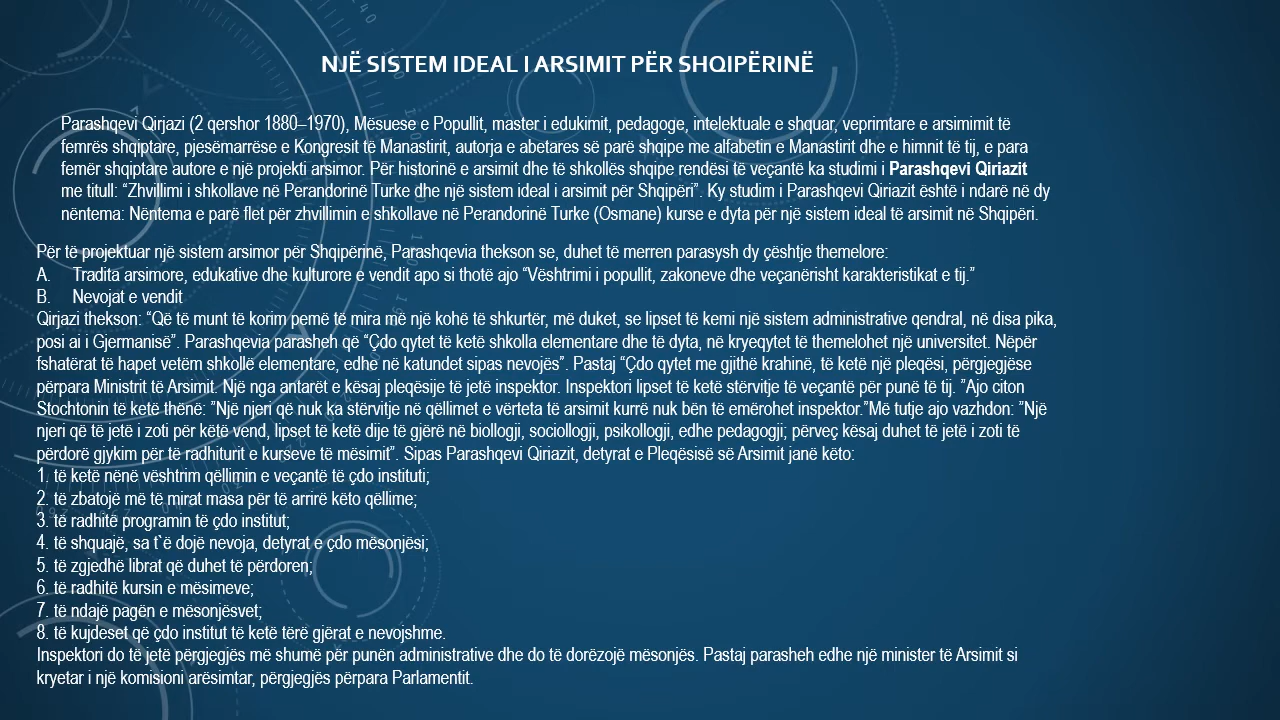 NJË SISTEM IDEAL I ARSIMIT PËR SHQIPËRINË
Parashqevi Qirjazi (2 qershor 1880–1970), Mësuese e Popullit, master i edukimit, pedagoge, intelektuale e shquar, veprimtare e arsimimit të
femrës shqiptare, pjesëmarrëse e Kongresit të Manastirit, autorja e abetares së parë shqipe me alfabetin e Manastirit dhe e himnit të tij, e para
femër shqiptare autore e një projekti arsimor. Për historinë e arsimit dhe të shkollës shqipe rendësi të veçantë ka studimi i Parashqevi Qiriazit
me titull: “Zhvillimi i shkollave në Perandorinë Turke dhe një sistem ideal i arsimit për Shqipëri”. Ky studim i Parashqevi Qiriazit është i ndarë në dy
nëntema: Nëntema e parë flet për zhvillimin e shkollave në Perandorinë Turke (Osmane) kurse e dyta për një sistem ideal të arsimit në Shqipëri.
Për të projektuar një sistem arsimor për Shqipërinë, Parashqevia thekson se, duhet të merren parasysh dy çështje themelore:
A. Tradita arsimore, edukative dhe kulturore e vendit apo si thotë ajo “Vështrimi i popullit, zakoneve dhe veçanërisht karakteristikat e tij.”
B. Nevojat e vendit
Qirjazi thekson: “Që të munt të korim pemë të mira më një kohë të shkurtër, më duket, se lipset të kemi një sistem administrative qendral, në disa pika,
posi ai i Gjermanisë”. Parashqevia parasheh që “Çdo qytet të ketë shkolla elementare dhe të dyta, në kryeqytet të themelohet një universitet. Nëpër
fshatërat të hapet vetëm shkollë elementare, edhe në katundet sipas nevojës”. Pastaj “Çdo qytet me gjithë krahinë, të ketë një pleqësi, përgjegjëse
përpara Ministrit të Arsimit. Një nga antarët e kësaj pleqësije të jetë inspektor. Inspektori lipset të ketë stërvitje të veçantë për punë të tij. ”Ajo citon
Stochtonin të ketë thënë: ”Një njeri që nuk ka stërvitje në qëllimet e vërteta të arsimit kurrë nuk bën të emërohet inspektor.”Më tutje ajo vazhdon: ”Një
njeri që të jetë i zoti për këtë vend, lipset të ketë dije të gjërë në biollogji, sociollogji, psikollogji, edhe pedagogji; përveç kësaj duhet të jetë i zoti të
përdorë gjykim për të radhiturit e kurseve të mësimit”. Sipas Parashqevi Qiriazit, detyrat e Pleqësisë së Arsimit janë këto:
1. të ketë nënë vështrim qëllimin e veçantë të çdo instituti;
2. të zbatojë më të mirat masa për të arrirë këto qëllime;
3. të radhitë programin të çdo institut;
4. të shquajë, sa t`ë dojë nevoja, detyrat e çdo mësonjësi;
5. të zgjedhë librat që duhet të përdoren;
6. të radhitë kursin e mësimeve;
7. të ndajë pagën e mësonjësvet;
8. të kujdeset që çdo institut të ketë tërë gjërat e nevojshme.
Inspektori do të jetë përgjegjës më shumë për punën administrative dhe do të dorëzojë mësonjës. Pastaj parasheh edhe një minister të Arsimit si
kryetar i një komisioni arësimtar, përgjegjës përpara Parlamentit.